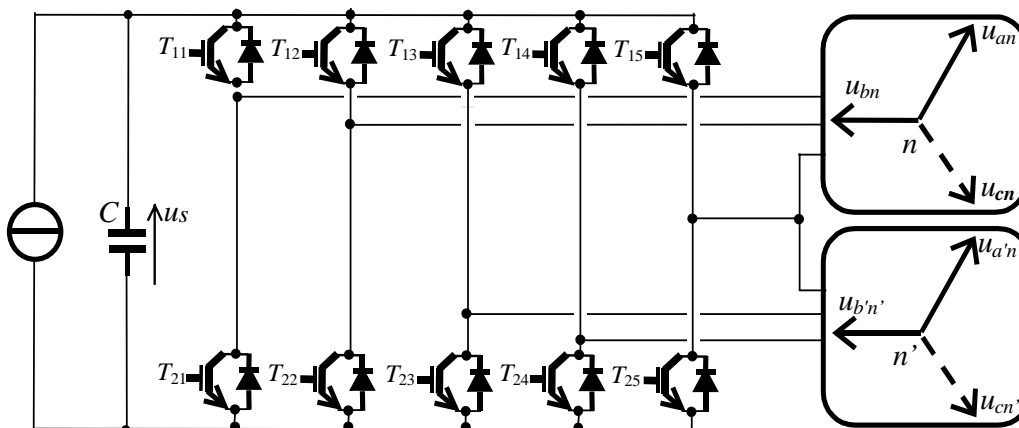 T11 T12 T13 T14 T15
uan
ubn
n
ucn
C
us
ua'n
ub'n'
n'
ucn'
T21 T22 T23 T24 T25